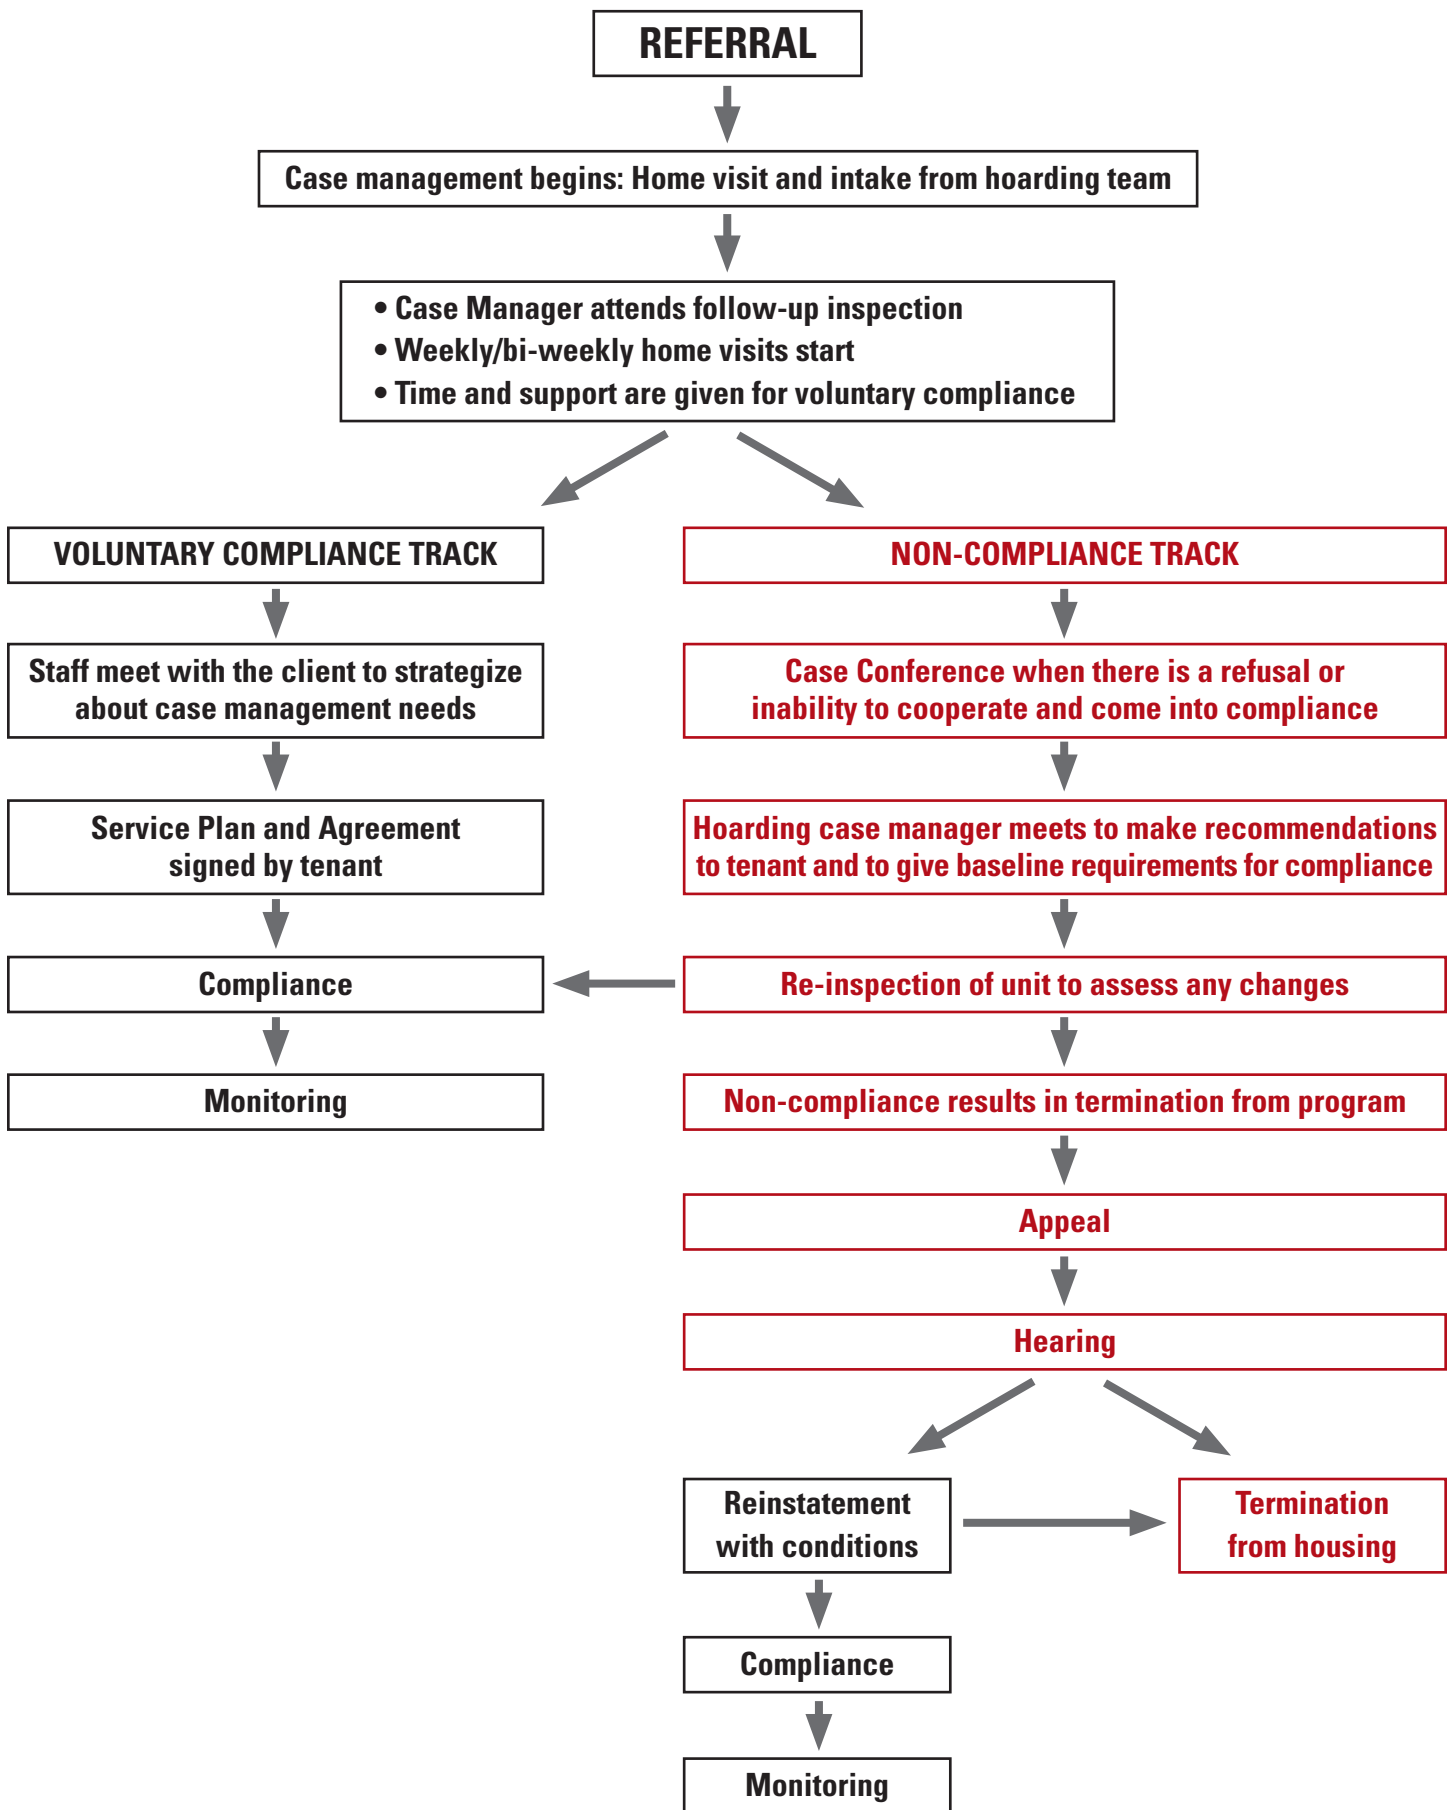 REFERRAL
Case management begins: Home visit and intake from hoarding team
• Case Manager attends follow-up inspection
• Weekly/bi-weekly home visits start
• Time and support are given for voluntary compliance
VOLUNTARY COMPLIANCE TRACK
Staff meet with the client to strategize
about case management needs
Service Plan and Agreement
signed by tenant
Compliance
Monitoring
NON-COMPLIANCE TRACK
Case Conference when there is a refusal or
inability to cooperate and come into compliance
Hoarding case manager meets to make recommendations
to tenant and to give baseline requirements for compliance
Re-inspection of unit to assess any changes
Non-compliance results in termination from program
Appeal
Hearing
Reinstatement
with conditions
Termination
from housing
Compliance
Monitoring